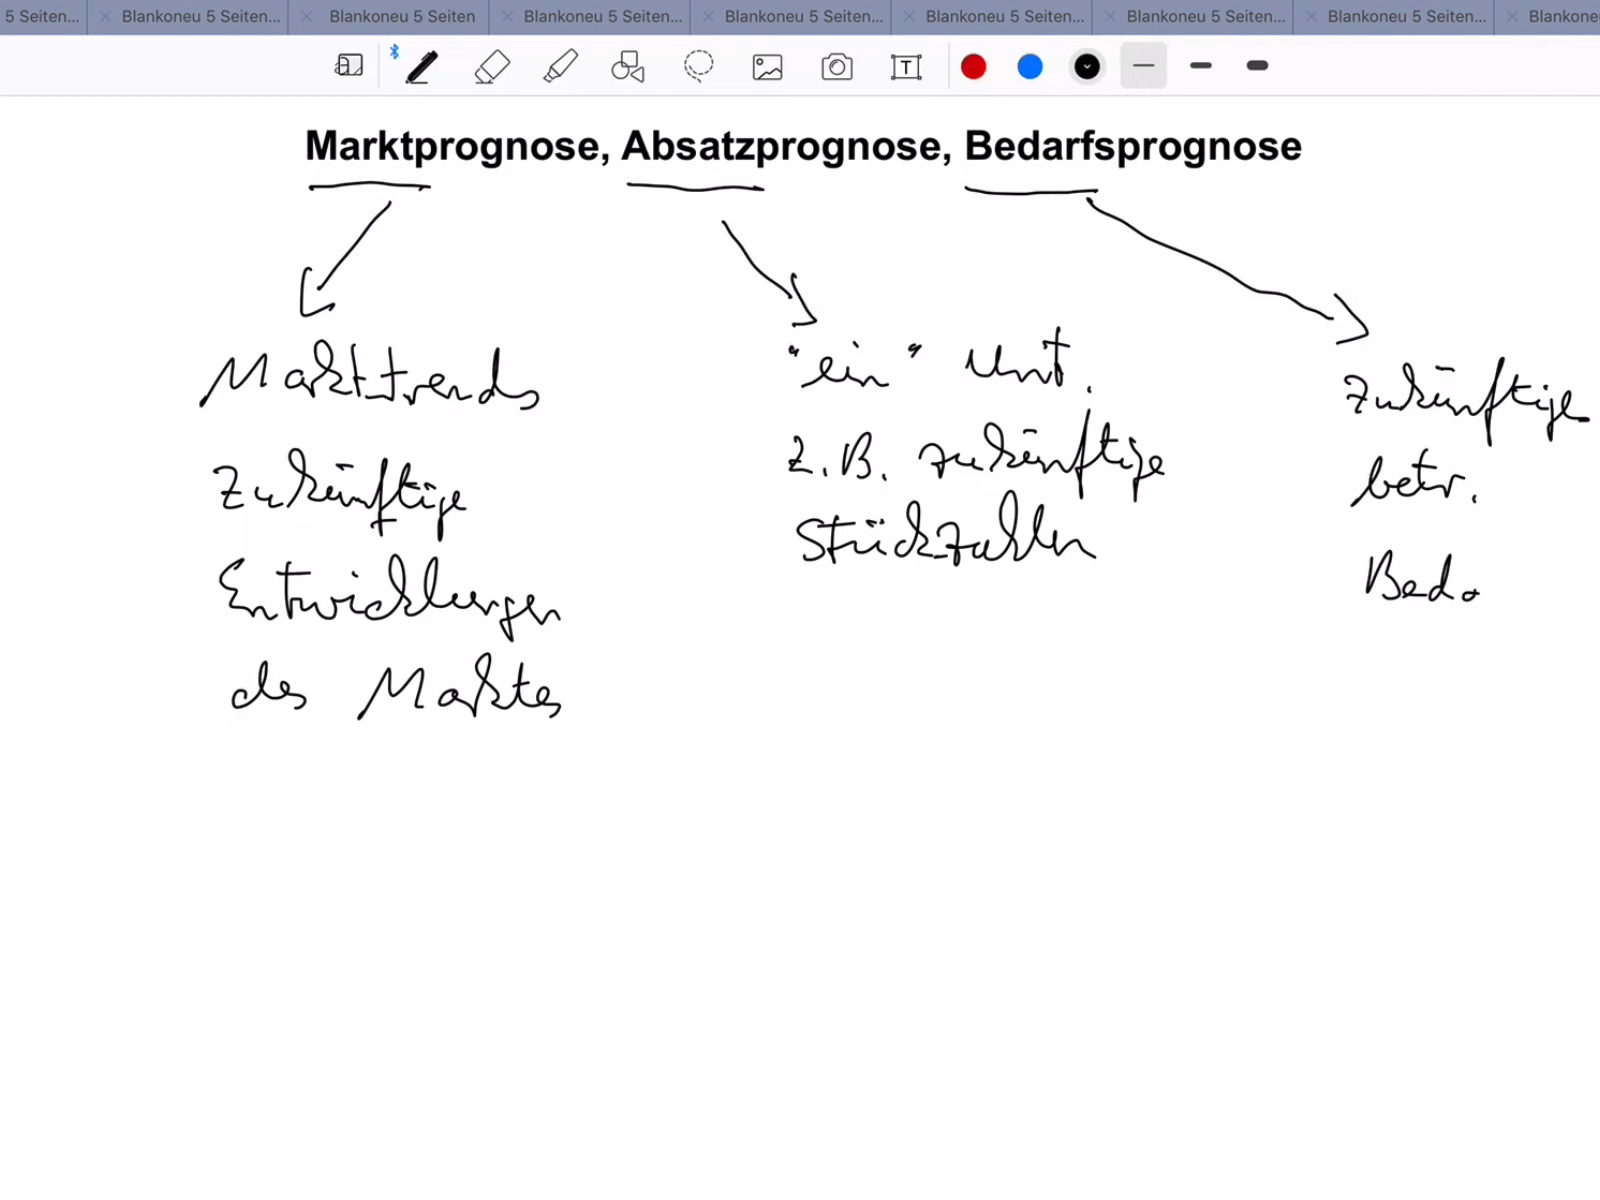 5 Seiten...
Blankoneu 5 Seiten...
Blankoneu 5 Seiten
Blankoneu 5 Seiten...
Blankoneu 5 Seiten...
Blankoneu 5 Seiten...
Blankoneu 5 Seiten...
Blankoneu 5 Seiten...
Blankone
Marktprognose, Absatzprognose, Bedarfsprognose
Markttrends
Zukünftige
Entwicklungen
des Marktes
"ein" Unt.
z.B. zukünftige
Stückzahlen
Zukünftige
betr.
Beda